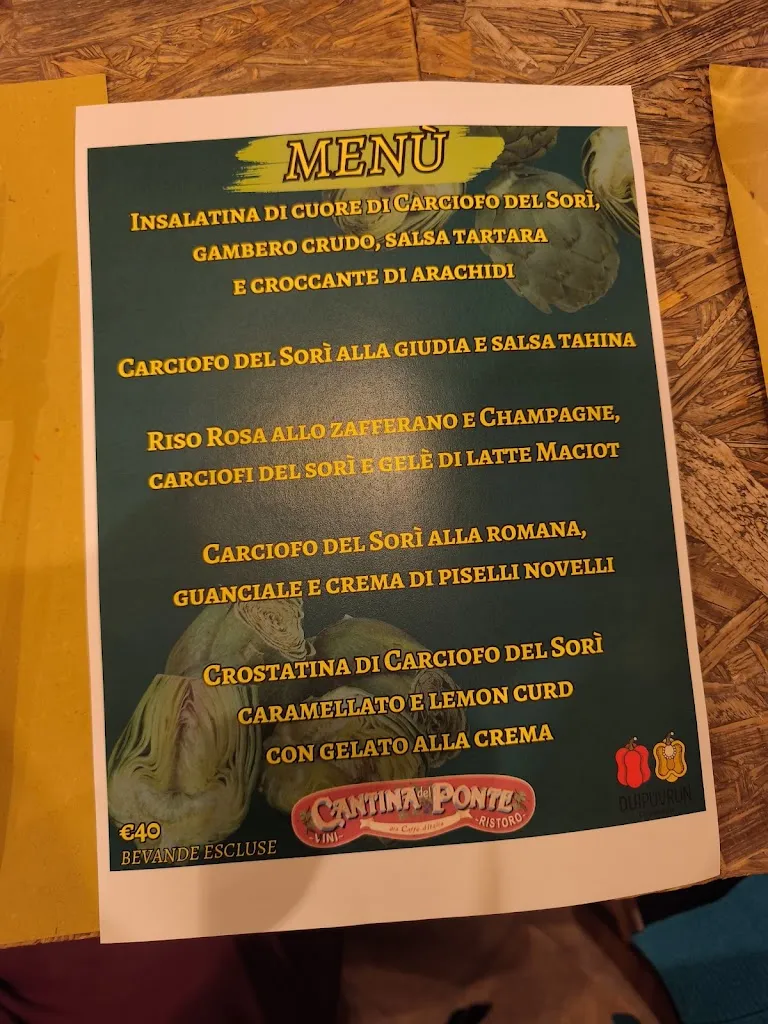 MENÙ
INSALATINA DI CUORE DI CARCIOFO DEL SORÌ,
GAMBERO CRUDO, SALSA TARTARA
E CROCCANTE DI ARACHIDI
CARCIOFO DEL SORÌ ALLA GIUDIA E SALSA TAHINA
RISO ROSA ALLO ZAFFERANO E CHAMPAGNE,
CARCIOFI DEL SORÌ E GELÈ DI LATTE MACIOT
CARCIOFO DEL SORÌ ALLA ROMANA,
GUANCIALE E CREMA DI PISELLI NOVELLI
CROSTATINA DI CARCIOFO DEL SORÌ
CARAMELLATO E LEMON CURD
CON GELATO ALLA CREMA
CANTINA del PONTE
-VINI-
-RISTORO-
DUIPUVRUN
€40
BEVANDE ESCLUSE